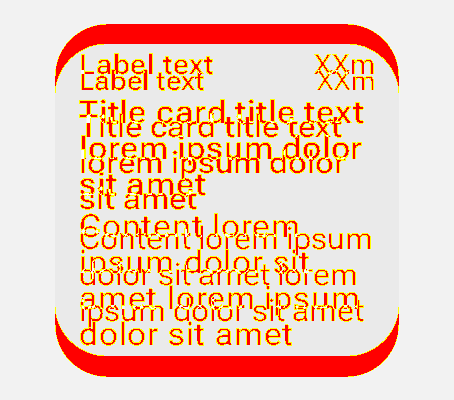 Label text XXm
Label text XXm
Title card title text
Title card title text
lorem ipsum dolor
lorem ipsum dolor
sit amet
sit amet
Content lorem
Content lorem ipsum
ipsum dolor sit
dolor sit amet lorem
amet lorem ipsum
ipsum dolor sit amet
dolor sit amet